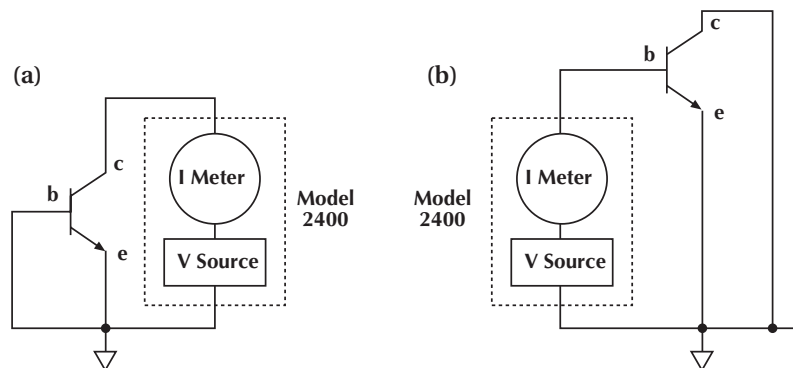 (a)
c
b
e
I Meter
V Source
Model
2400
(b)
c
b
e
I Meter
V Source
Model
2400